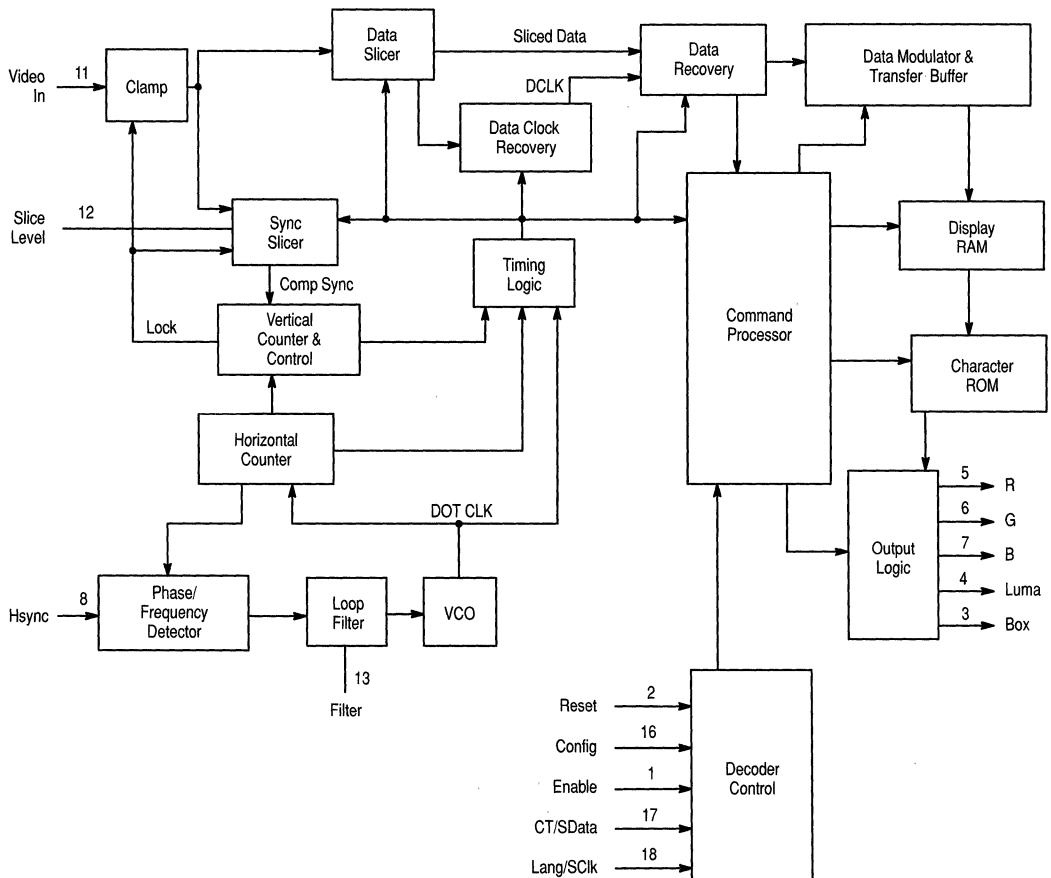 Data
Slicer
Sliced Data
Data
Recovery
Data Modulator &
Transfer Buffer
Video
In
11
Clamp
DCLK
Data Clock
Recovery
Slice
Level
12
Sync
Slicer
Display
RAM
Timing
Logic
Comp Sync
Lock
Vertical
Counter &
Control
Command
Processor
Character
ROM
Horizontal
Counter
DOT CLK
Output
Logic
5
R
6
G
7
B
4
Luma
3
Box
Hsync
8
Phase/
Frequency
Detector
Loop
Filter
VCO
13
Filter
Reset
2
Config
16
Enable
1
CT/SData
17
Lang/SClk
18
Decoder
Control